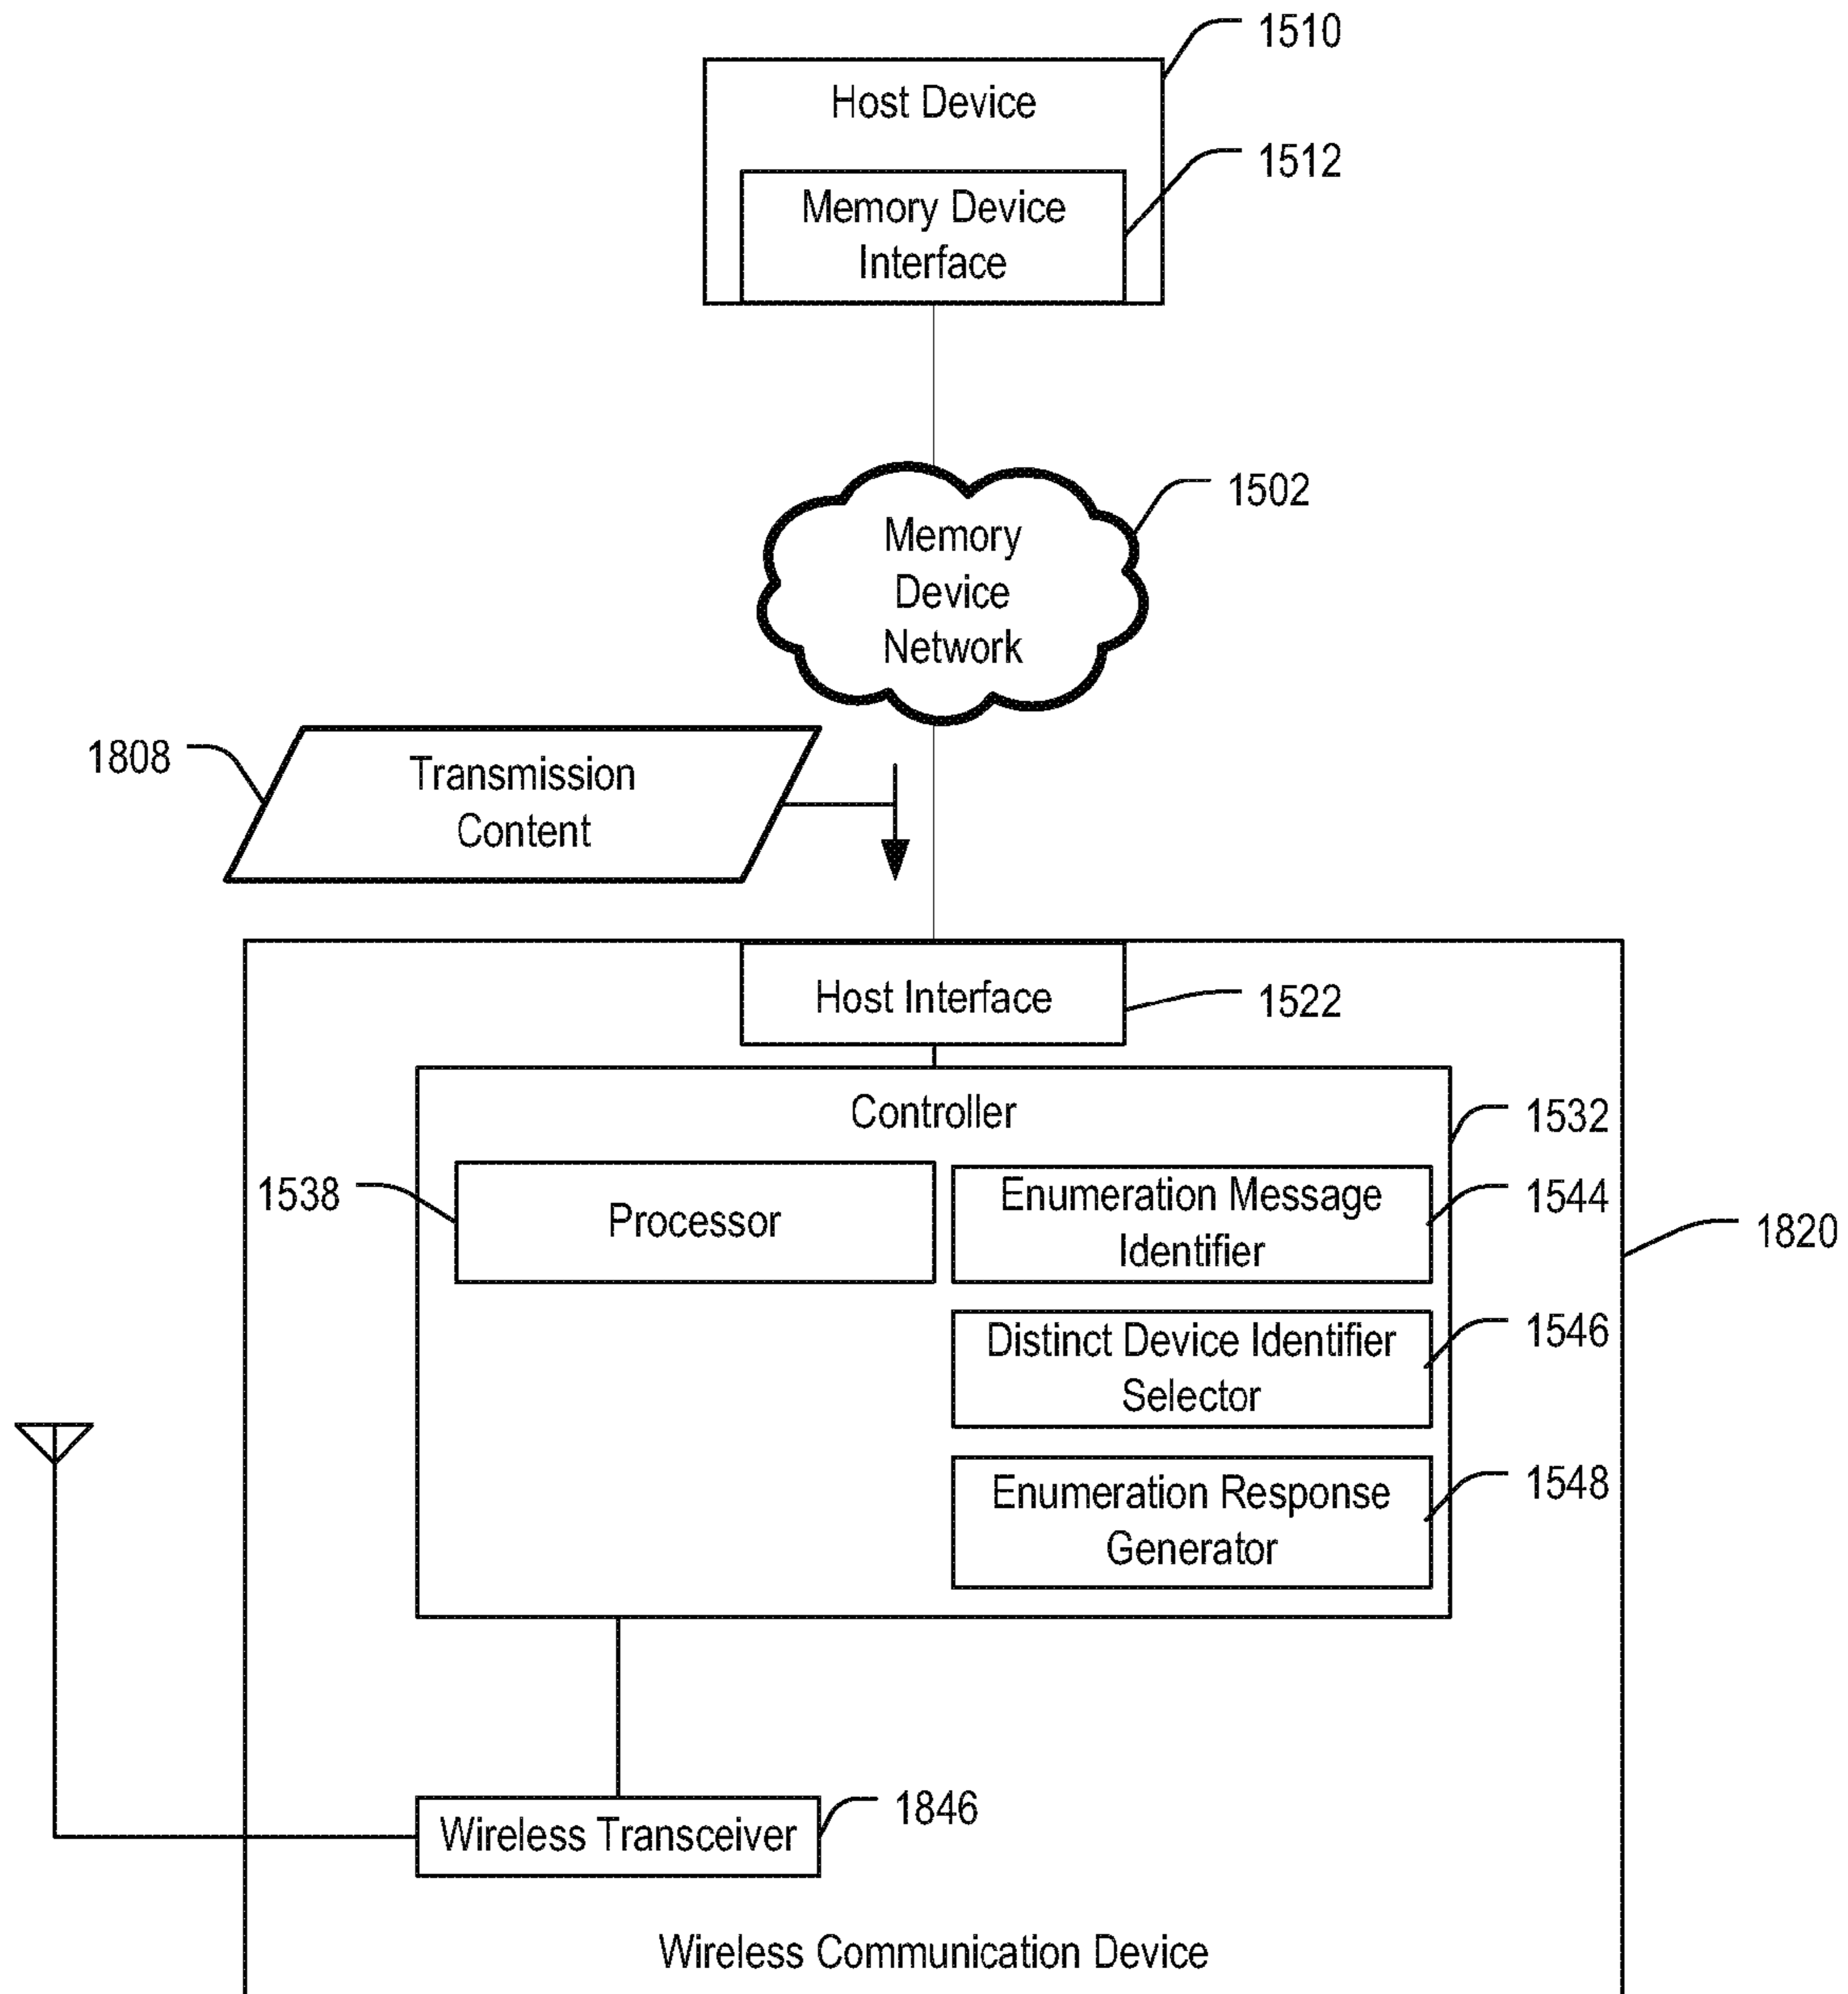 1510
Host Device
1512
Memory Device
Interface
1502
Memory
Device
Network
1808
Transmission
Content
Host Interface
1522
Controller
1532
1538
Processor
Enumeration Message
Identifier
1544
1820
Distinct Device Identifier
Selector
1546
Enumeration Response
Generator
1548
Wireless Transceiver
1846
Wireless Communication Device